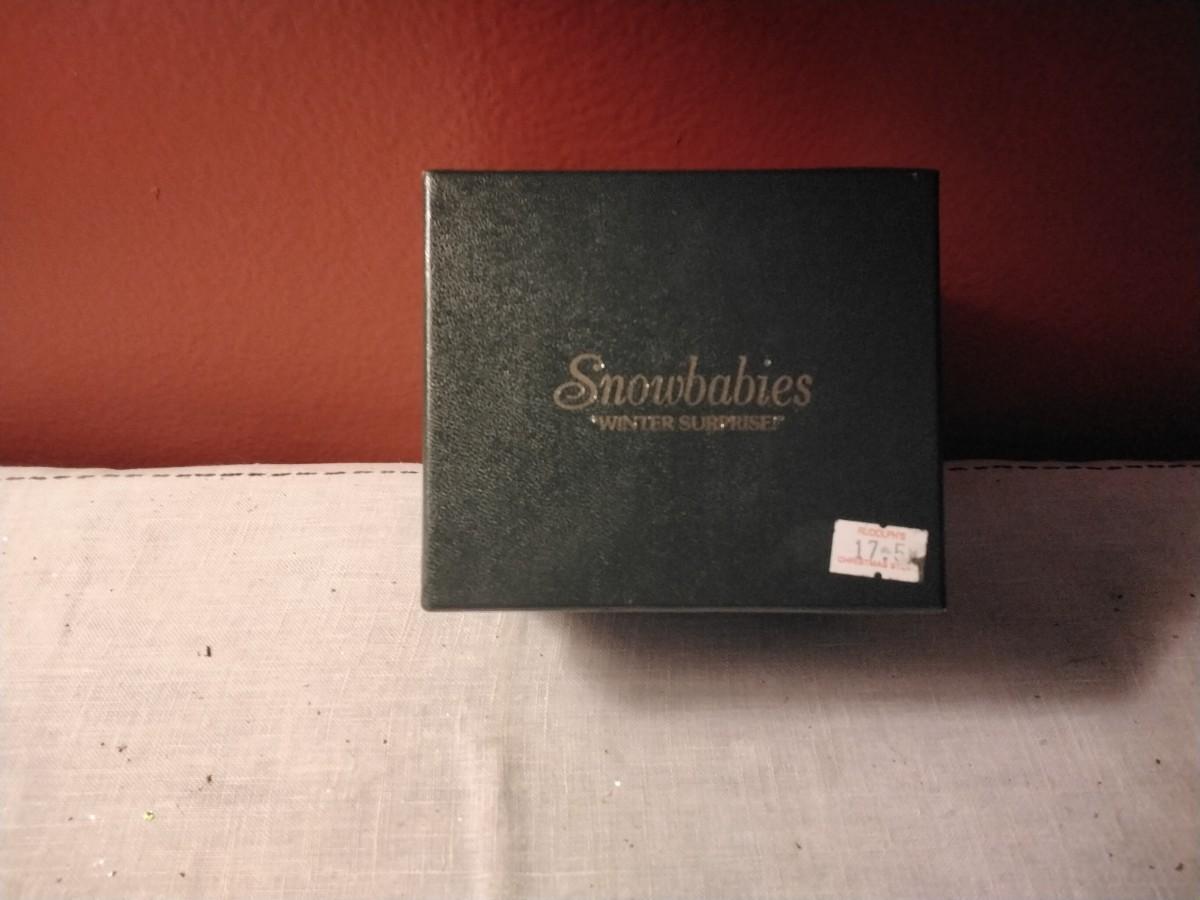 Snowbabies
"WINTER SURPRISE!"
RUDOLPH'S
17.5
CHRISTMAS